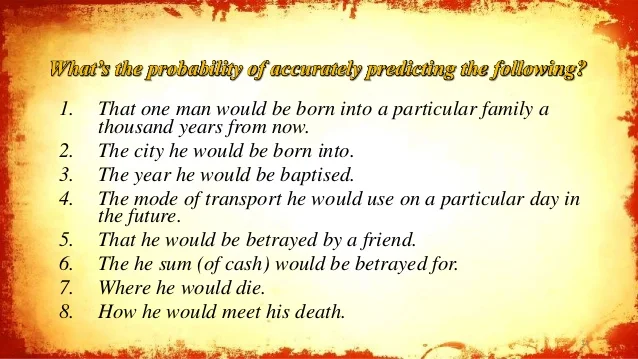 What's the probability of accurately predicting the following?
1. That one man would be born into a particular family a
thousand years from now.
2. The city he would be born into.
3. The year he would be baptised.
4. The mode of transport he would use on a particular day in
the future.
5. That he would be betrayed by a friend.
6. The he sum (of cash) would be betrayed for.
7. Where he would die.
8. How he would meet his death.